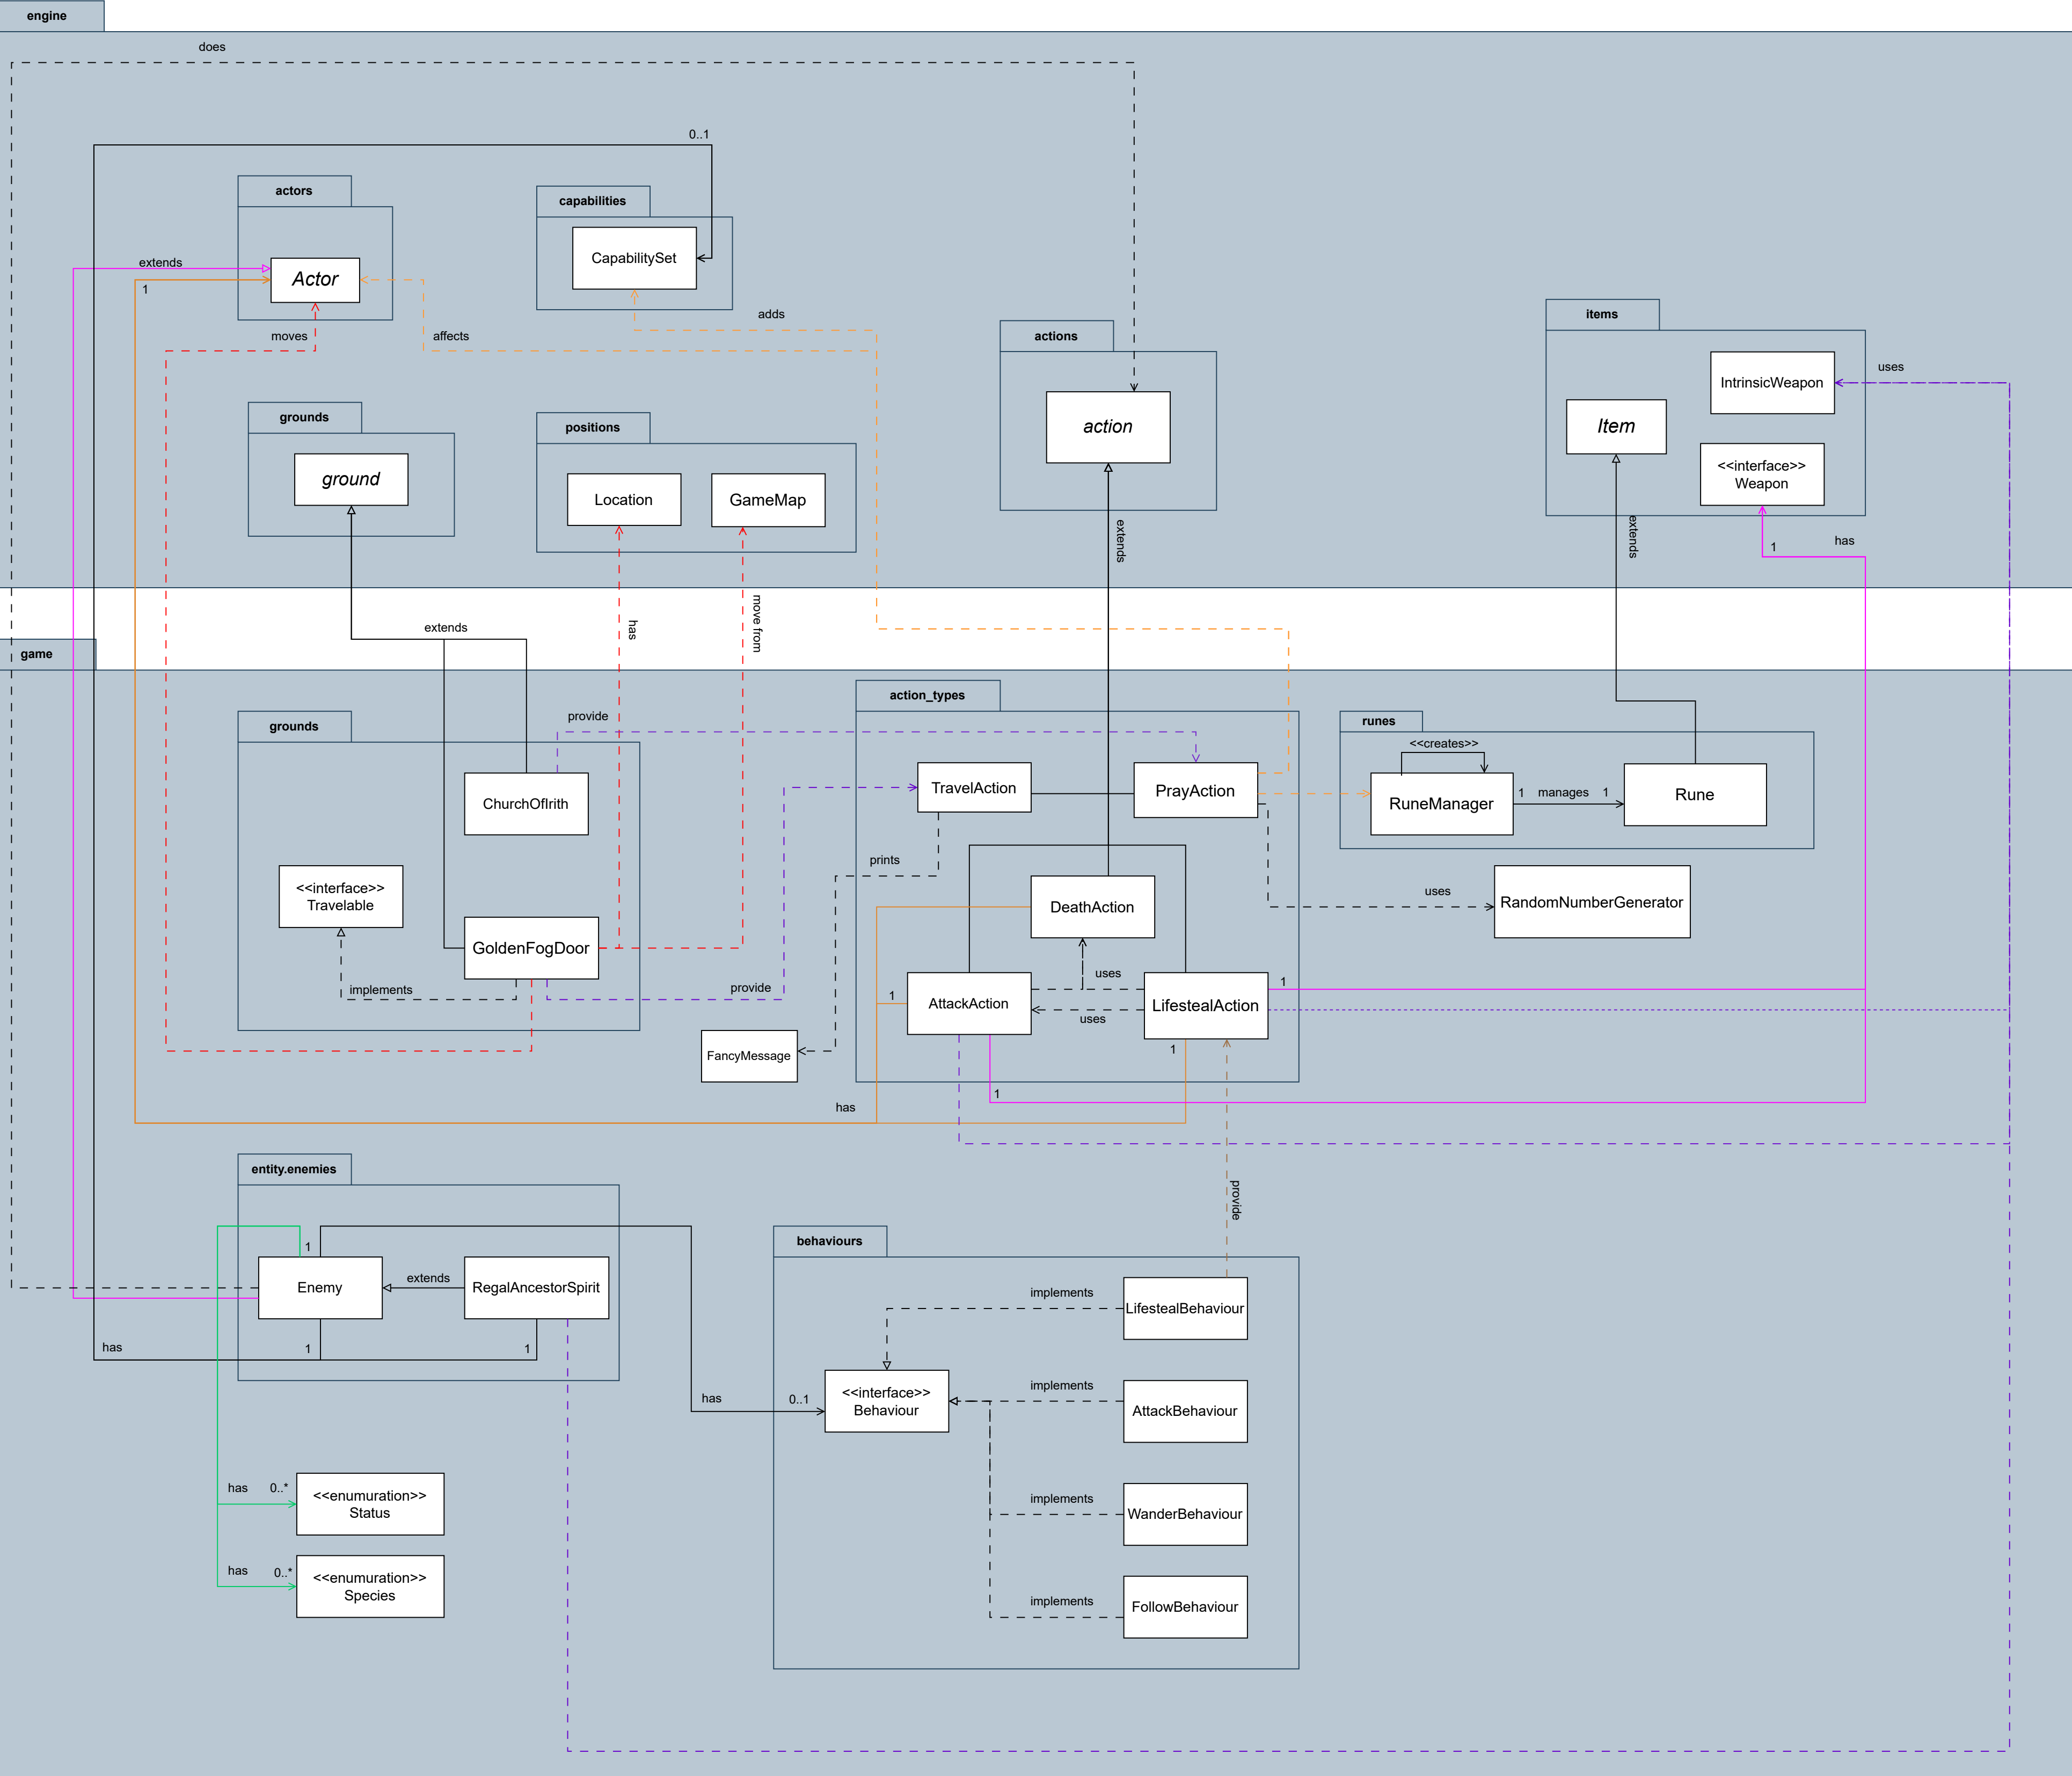 engine
does
0..1
actors
capabilities
CapabilitySet
extends
Actor
1
moves
affects
adds
actions
action
items
IntrinsicWeapon
uses
Item
<<interface>>
Weapon
grounds
ground
positions
Location
GameMap
extends
extends
1
has
extends
has
move from
game
grounds
provide
ChurchOfIrith
<<interface>>
Travelable
GoldenFogDoor
implements
provide
action_types
TravelAction
PrayAction
prints
DeathAction
uses
1
AttackAction
LifestealAction
1
uses
1
1
FancyMessage
has
runes
<<creates>>
RuneManager
1
manages
1
Rune
uses
RandomNumberGenerator
entity.enemies
1
Enemy
extends
RegalAncestorSpirit
has
1
1
provide
behaviours
implements
LifestealBehaviour
has
0..1
<<interface>>
Behaviour
implements
AttackBehaviour
implements
WanderBehaviour
implements
FollowBehaviour
has
0..*
<<enumuration>>
Status
has
0..*
<<enumuration>>
Species